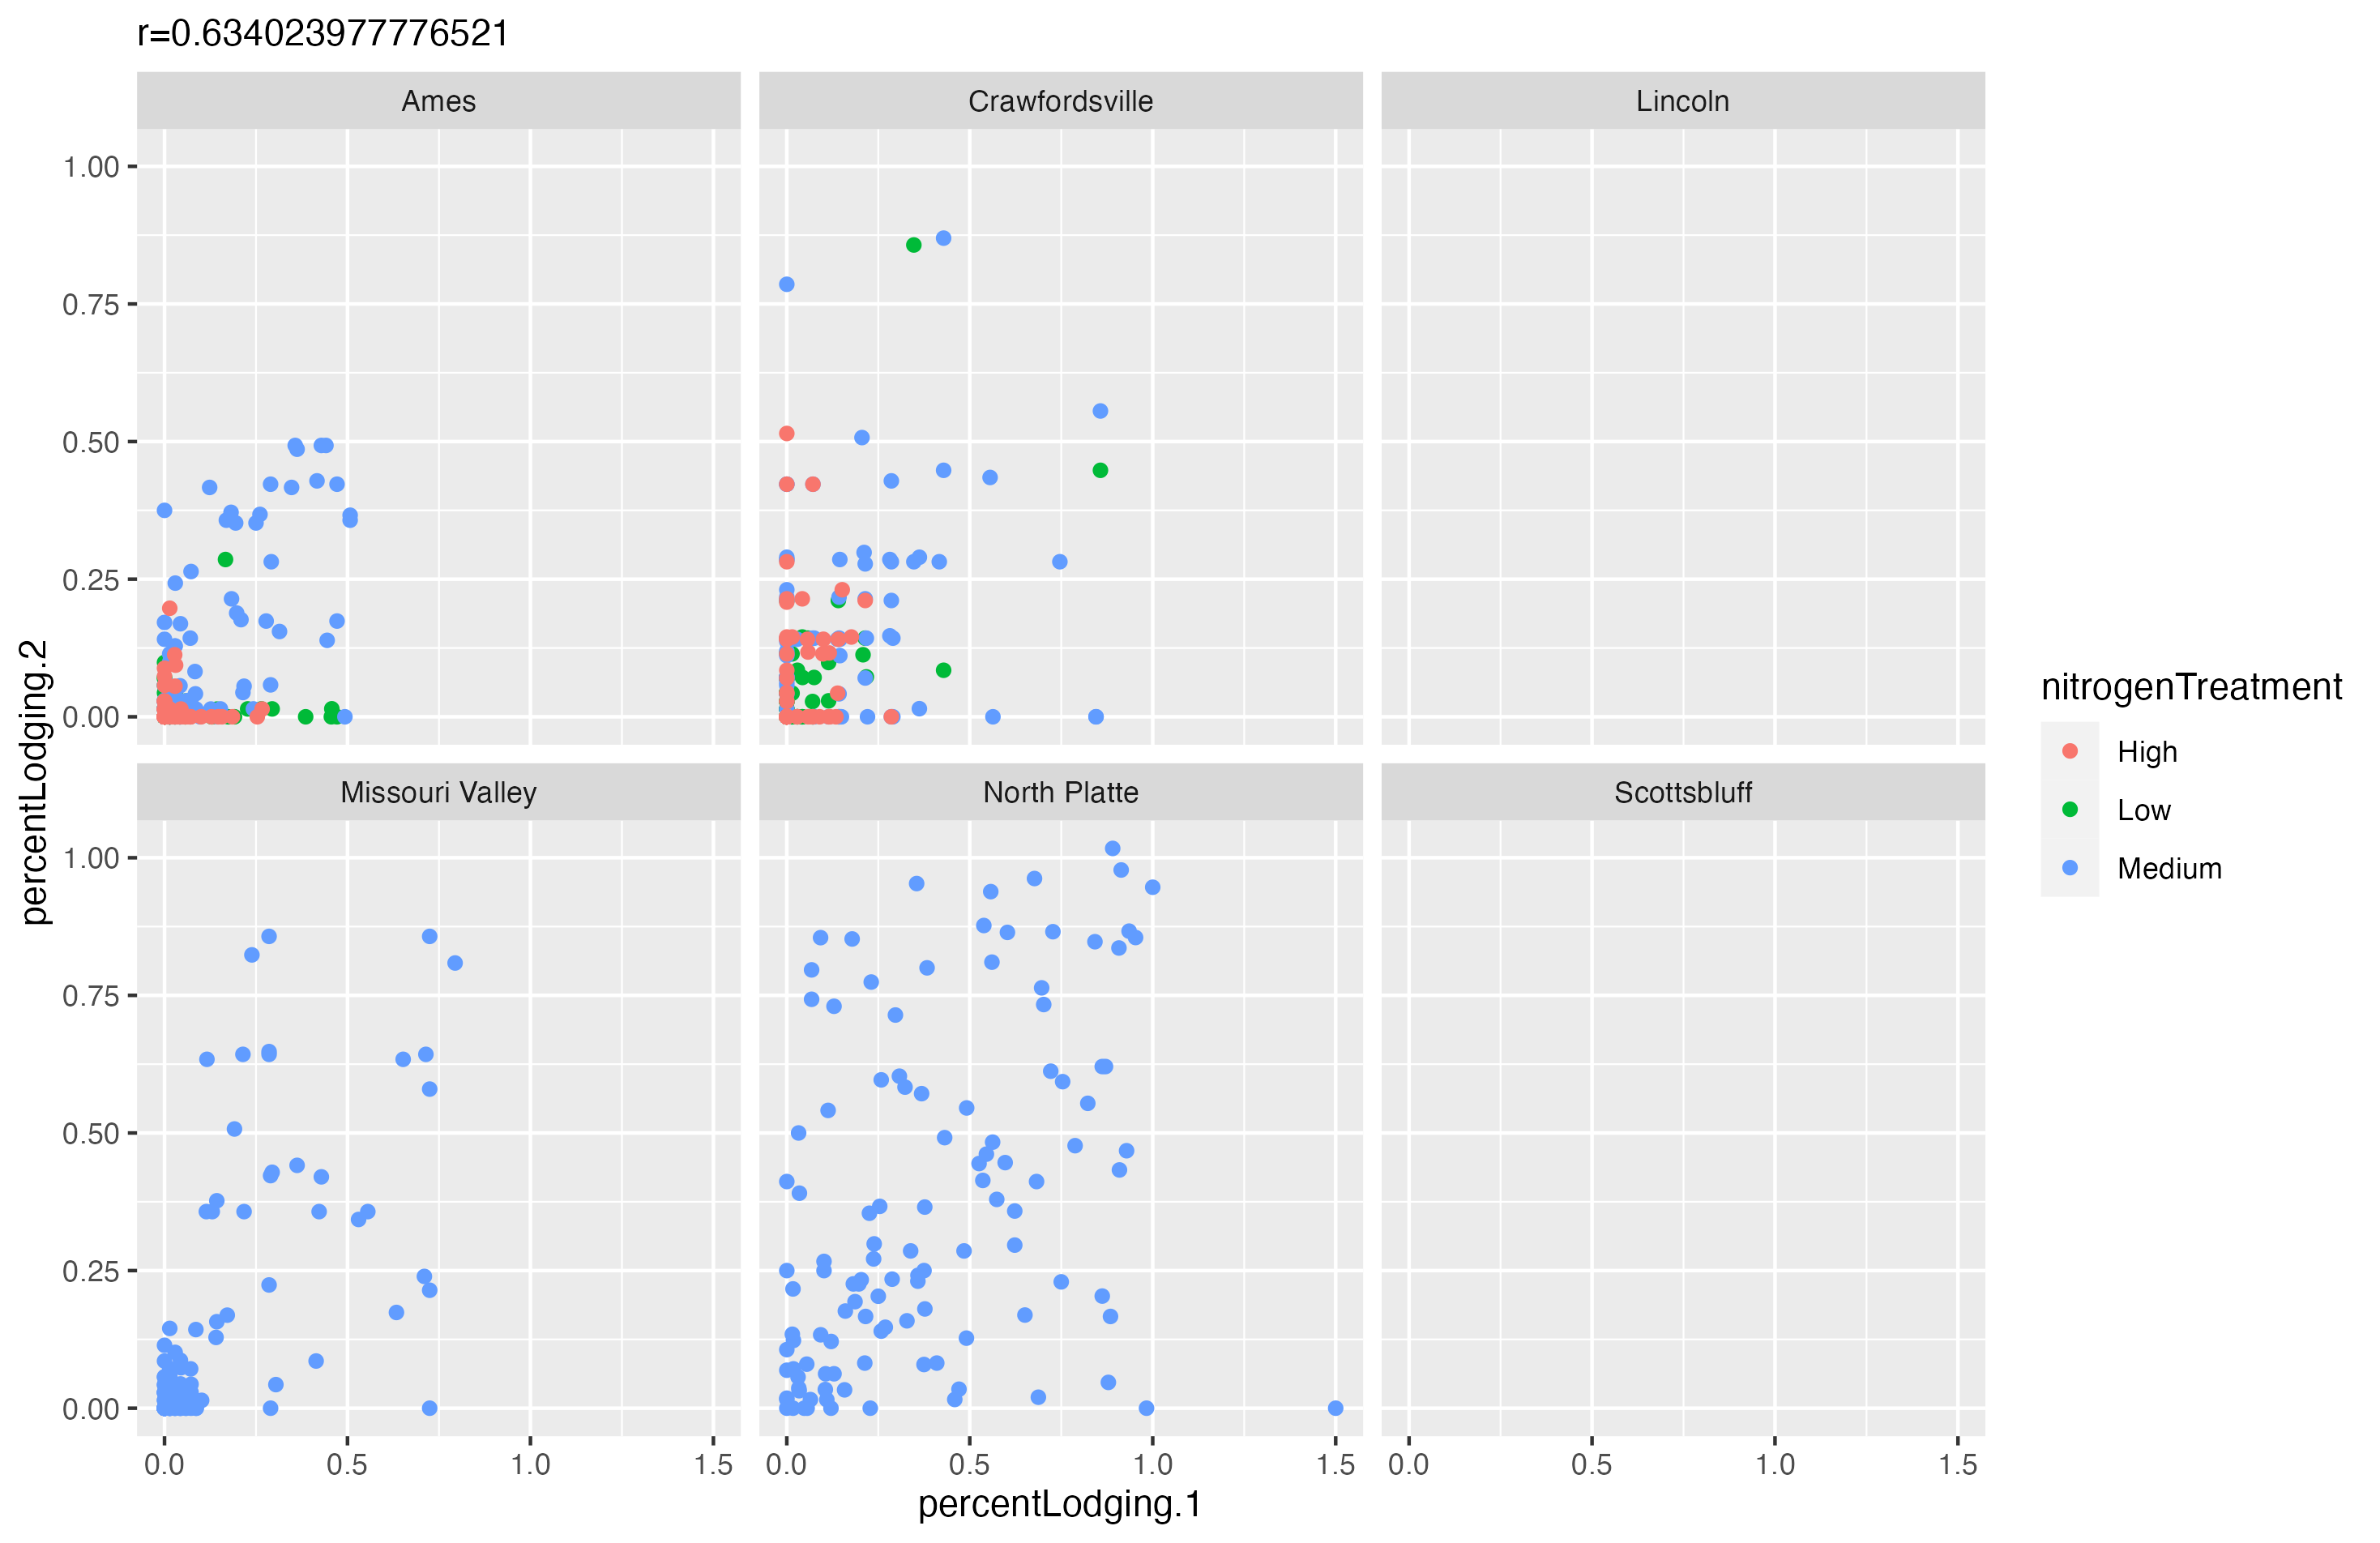 r=0.634023977776521
Ames Crawfordsville Lincoln
1.00
0.75
0.50
0.25
0.00
percentLodging.2
Missouri Valley North Platte Scottsbluff
1.00
0.75
0.50
0.25
0.00
0.0 0.5 1.0 1.5 0.0 0.5 1.0 1.5 0.0 0.5 1.0 1.5
percentLodging.1
nitrogenTreatment
High
Low
Medium